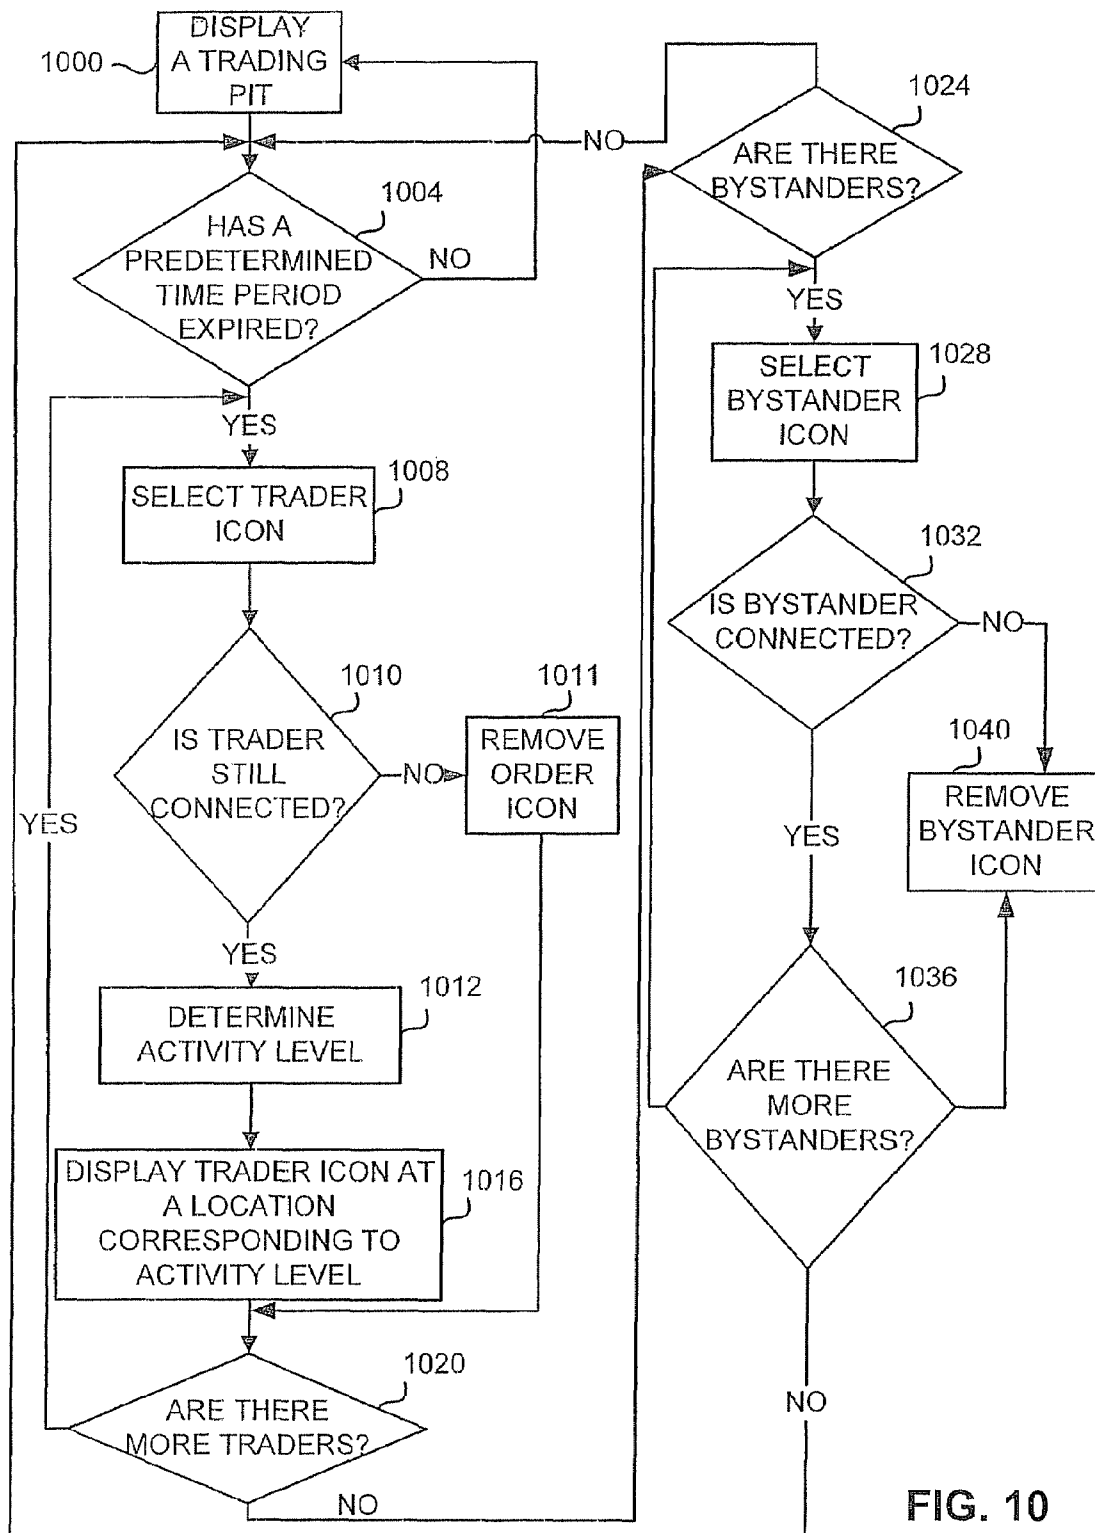 DISPLAY
A TRADING
PIT
1000
HAS A
PREDETERMINED
TIME PERIOD
EXPIRED?
1004
NO
YES
SELECT TRADER
ICON
1008
IS TRADER
STILL
CONNECTED?
1010
NO
REMOVE
ORDER
ICON
1011
YES
YES
DETERMINE
ACTIVITY LEVEL
1012
DISPLAY TRADER ICON AT
A LOCATION
CORRESPONDING TO
ACTIVITY LEVEL
1016
ARE THERE
MORE TRADERS?
1020
NO
NO
ARE THERE
BYSTANDERS?
1024
YES
SELECT
BYSTANDER
ICON
1028
IS BYSTANDER
CONNECTED?
1032
NO
REMOVE
BYSTANDER
ICON
1040
YES
ARE THERE
MORE
BYSTANDERS?
1036
NO
FIG. 10